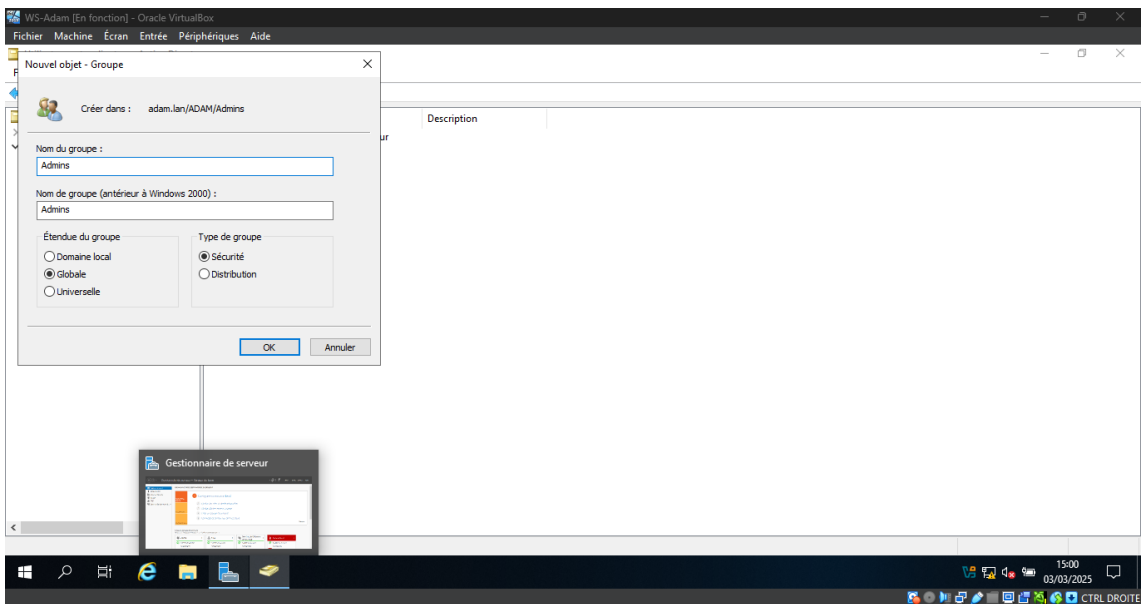 WS-Adam [En fonction] - Oracle VirtualBox
Fichier Machine Écran Entrée Périphériques Aide
Nouvel objet - Groupe
Créer dans : adam.lan/ADAM/Admins
Description
ur
Nom du groupe :
Admins
Nom de groupe (antérieur à Windows 2000) :
Admins
Étendue du groupe
Domaine local
Globale
Universelle
Type de groupe
Sécurité
Distribution
OK Annuler
Gestionnaire de serveur
15:00
03/03/2025
CTRL DROITE